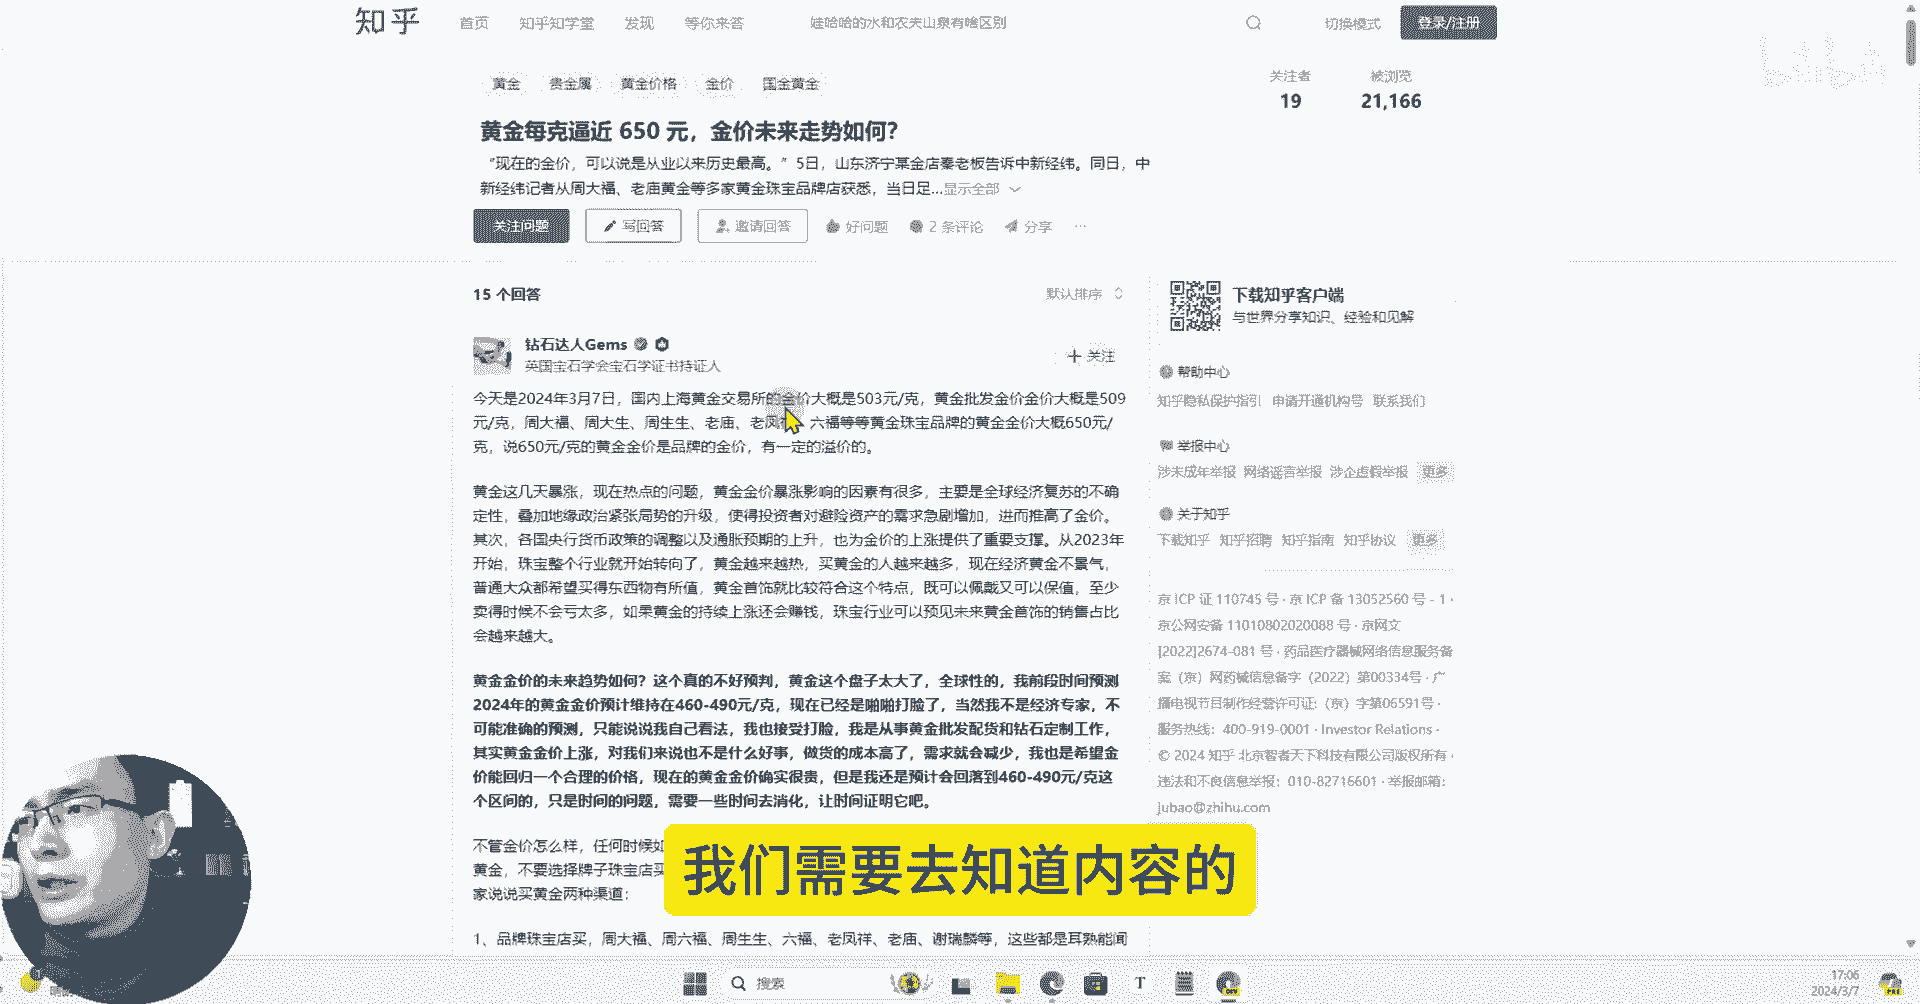 知乎
首页 知乎知学堂 发现 等你来答 娃哈哈的水和农夫山泉有啥区别 切换模式 登录/注册
bilibili
黄金 贵金属 黄金价格 金价 国金黄金
关注者 被浏览
19 21,166
黄金每克逼近 650 元，金价未来走势如何？
“现在的金价，可以说是从业以来历史最高。”5日，山东济宁某金店秦老板告诉中新经纬。同日，中
新经纬记者从周大福、老庙黄金等多家黄金珠宝品牌店获悉，当日足...显示全部
关注问题 写回答 邀请回答 好问题 2 条评论 分享 ···
15 个回答 默认排序
钻石达人Gems
英国宝石学会宝石学证书持证人
+ 关注
今天是2024年3月7日，国内上海黄金交易所的金价大概是503元/克，黄金批发金价金价大概是509
元/克，周大福、周大生、周生生、老庙、老凤 六福等等黄金珠宝品牌的黄金金价大概650元/
克，说650元/克的黄金金价是品牌的金价，有一定的溢价的。
黄金这几天暴涨，现在热点的问题，黄金金价暴涨影响的因素有很多，主要是全球经济复苏的不确
定性，叠加地缘政治紧张局势的升级，使得投资者对避险资产的需求急剧增加，进而推高了金价。
其次，各国央行货币政策的调整以及通胀预期的上升，也为金价的上涨提供了重要支撑。从2023年
开始，珠宝整个行业就开始转向了，黄金越来越热，买黄金的人越来越多，现在经济黄金不景气，
普通大众都希望买得东西物有所值，黄金首饰就比较符合这个特点，既可以佩戴又可以保值，至少
卖得时候不会亏太多，如果黄金的持续上涨还会赚钱，珠宝行业可以预见未来黄金首饰的销售占比
会越来越大。
黄金金价的未来趋势如何？这个真的不好预判，黄金这个盘子太大了，全球性的，我前段时间预测
2024年的黄金金价预计维持在460-490元/克，现在已经是啪啪打脸了，当然我不是经济专家，不
可能准确的预测，只能说说我自己看法，我也接受打脸，我是从事黄金批发配货和钻石定制工作，
其实黄金金价上涨，对我们来说也不是什么好事，做货的成本高了，需求就会减少，我也是希望金
价能回归一个合理的价格，现在的黄金金价确实很贵，但是我还是预计会回落到460-490元/克这
个区间的，只是时间的问题，需要一些时间去消化，让时间证明它吧。
不管金价怎么样，任何时候如
黄金，不要选择牌子珠宝店买
家说说买黄金两种渠道：
1、品牌珠宝店买，周大福、周六福、周生生、六福、老凤祥、老庙、谢瑞麟等，这些都是耳熟能闻
下载知乎客户端
与世界分享知识、经验和见解
帮助中心
知乎隐私保护指引 申请开通机构号 联系我们
举报中心
涉未成年举报 网络谣言举报 涉企虚假举报 更多
关于知乎
下载知乎 知乎招聘 知乎指南 知乎协议 更多
京 ICP 证 110745 号 · 京 ICP 备 13052560 号 - 1 ·
京公网安备 11010802020088 号 · 京网文
[2022]2674-081 号 · 药品医疗器械网络信息服务备
案（京）网药械信息备字（2022）第00334号 · 广
播电视节目制作经营许可证:（京）字第06591号 ·
服务热线：400-919-0001 · Investor Relations ·
© 2024 知乎 北京智者天下科技有限公司版权所有 ·
违法和不良信息举报：010-82716601 · 举报邮箱：
jubao@zhihu.com
我们需要去知道内容的
搜索
17:06
2024/3/7